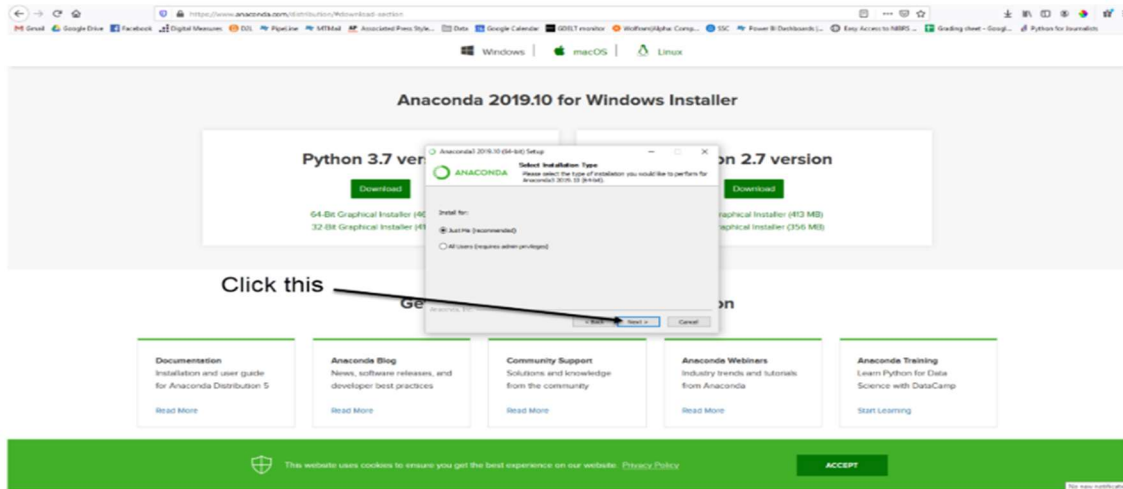 https://www.anaconda.com/distribution/#download-section
M Gmail Google Drive Facebook Digital Measures D2L PipeLine MTMail Associated Press Style... Data Google Calendar GDELT monitor Wolfram|Alpha: Comp... SSC Power BI Dashboards |... Easy Access to NIBRS ... Grading sheet - Googl... Python for Journalists
Windows | macOS | Linux
Anaconda 2019.10 for Windows Installer
Python 3.7 ver
Download
64-Bit Graphical Installer (46
32-Bit Graphical Installer (41
on 2.7 version
Download
raphical Installer (413 MB)
raphical Installer (356 MB)
Anaconda3 2019.10 (64-bit) Setup
ANACONDA
Select Installation Type
Please select the type of installation you would like to perform for
Anaconda3 2019.10 (64-bit).
Install for:
Just Me (recommended)
All Users (requires admin privileges)
Anaconda, Inc.
< Back Next > Cancel
Click this
Ge
on
Documentation
Installation and user guide
for Anaconda Distribution 5
Read More
Anaconda Blog
News, software releases, and
developer best practices
Read More
Community Support
Solutions and knowledge
from the community
Read More
Anaconda Webinars
Industry trends and tutorials
from Anaconda
Read More
Anaconda Training
Learn Python for Data
Science with DataCamp
Start Learning
This website uses cookies to ensure you get the best experience on our website. Privacy Policy
ACCEPT
No new notificatio